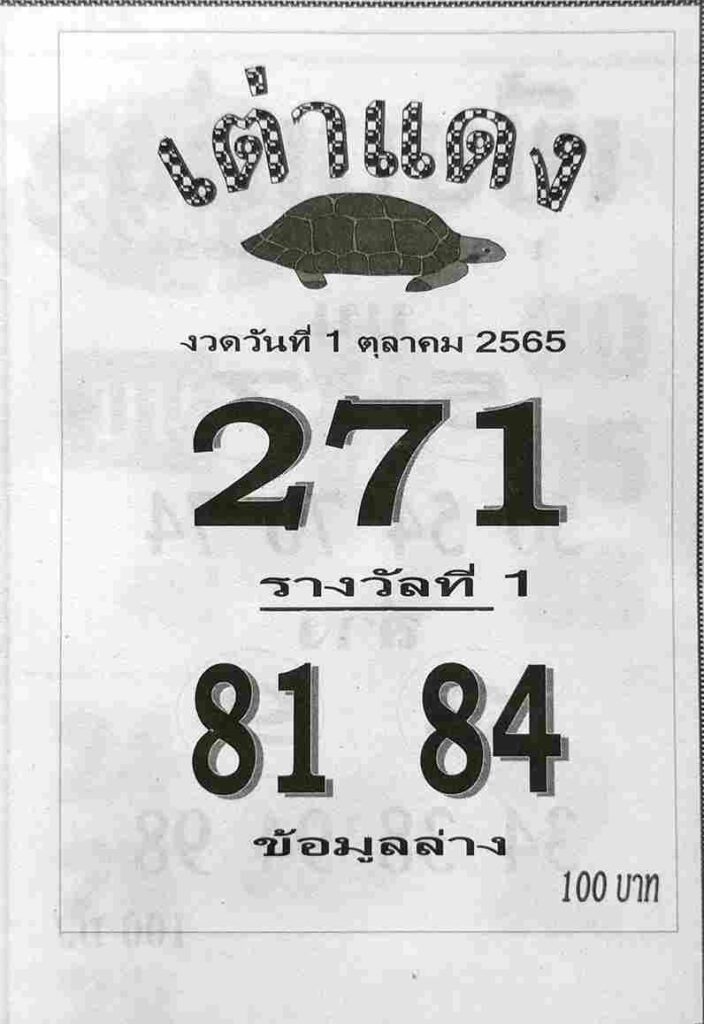 เต่าแดง
งวดวันที่ 1 ตุลาคม 2565
271
รางวัลที่ 1
81 84
ข้อมูลล่าง
100 บาท